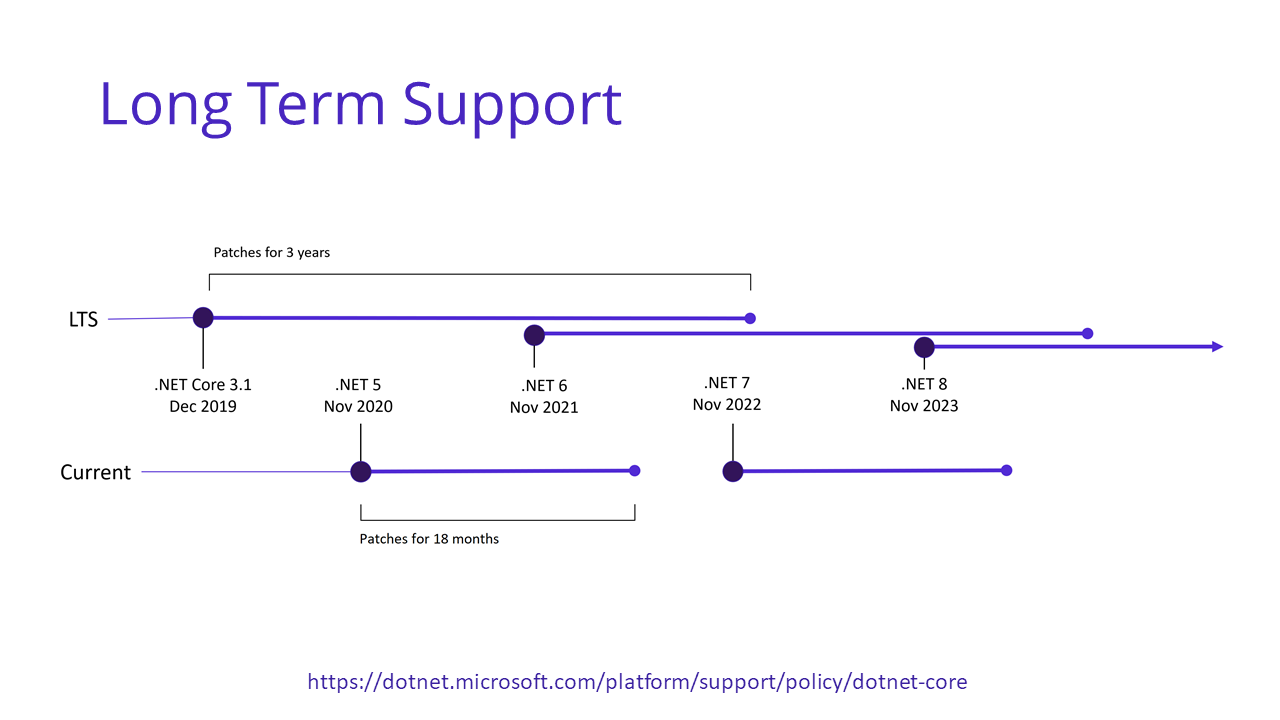 Long Term Support
Patches for 3 years
LTS
.NET Core 3.1
Dec 2019
.NET 5
Nov 2020
.NET 6
Nov 2021
.NET 7
Nov 2022
.NET 8
Nov 2023
Current
Patches for 18 months
https://dotnet.microsoft.com/platform/support/policy/dotnet-core